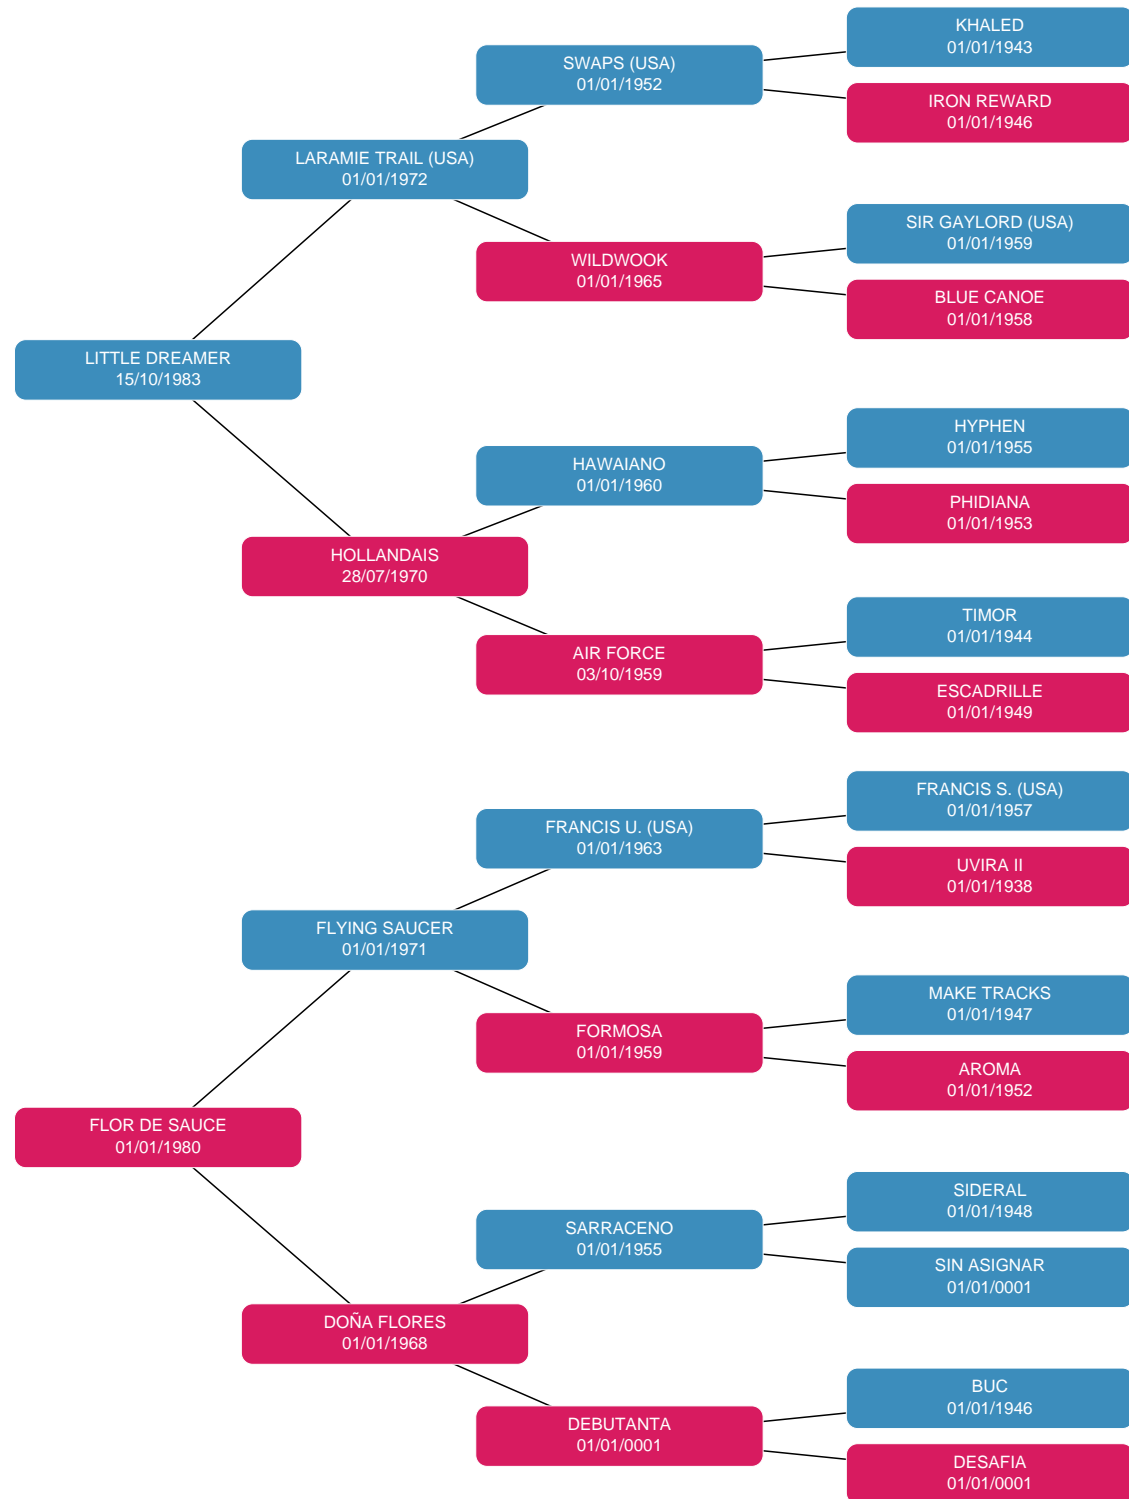 KHALED
01/01/1943
SWAPS (USA)
01/01/1952
IRON REWARD
01/01/1946
LARAMIE TRAIL (USA)
01/01/1972
SIR GAYLORD (USA)
01/01/1959
WILDWOOK
01/01/1965
BLUE CANOE
01/01/1958
LITTLE DREAMER
15/10/1983
HYPHEN
01/01/1955
HAWAIANO
01/01/1960
PHIDIANA
01/01/1953
HOLLANDAIS
28/07/1970
TIMOR
01/01/1944
AIR FORCE
03/10/1959
ESCADRILLE
01/01/1949
FRANCIS S. (USA)
01/01/1957
FRANCIS U. (USA)
01/01/1963
UVIRA II
01/01/1938
FLYING SAUCER
01/01/1971
MAKE TRACKS
01/01/1947
FORMOSA
01/01/1959
AROMA
01/01/1952
FLOR DE SAUCE
01/01/1980
SIDERAL
01/01/1948
SARRACENO
01/01/1955
SIN ASIGNAR
01/01/0001
DOÑA FLORES
01/01/1968
BUC
01/01/1946
DEBUTANTA
01/01/0001
DESAFIA
01/01/0001